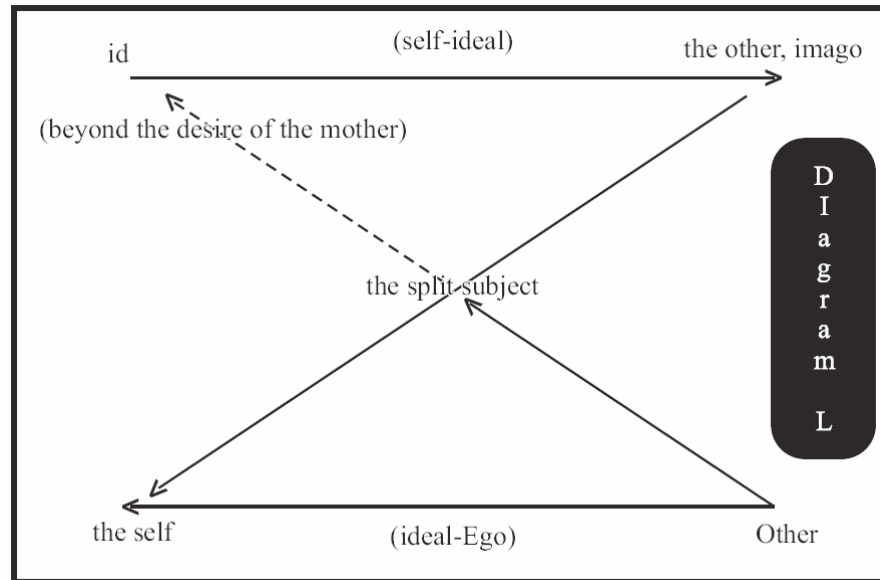 (self-ideal)
id
the other, imago
(beyond the desire of the mother)
DIagram L
the split subject
the self
(ideal-Ego)
Other